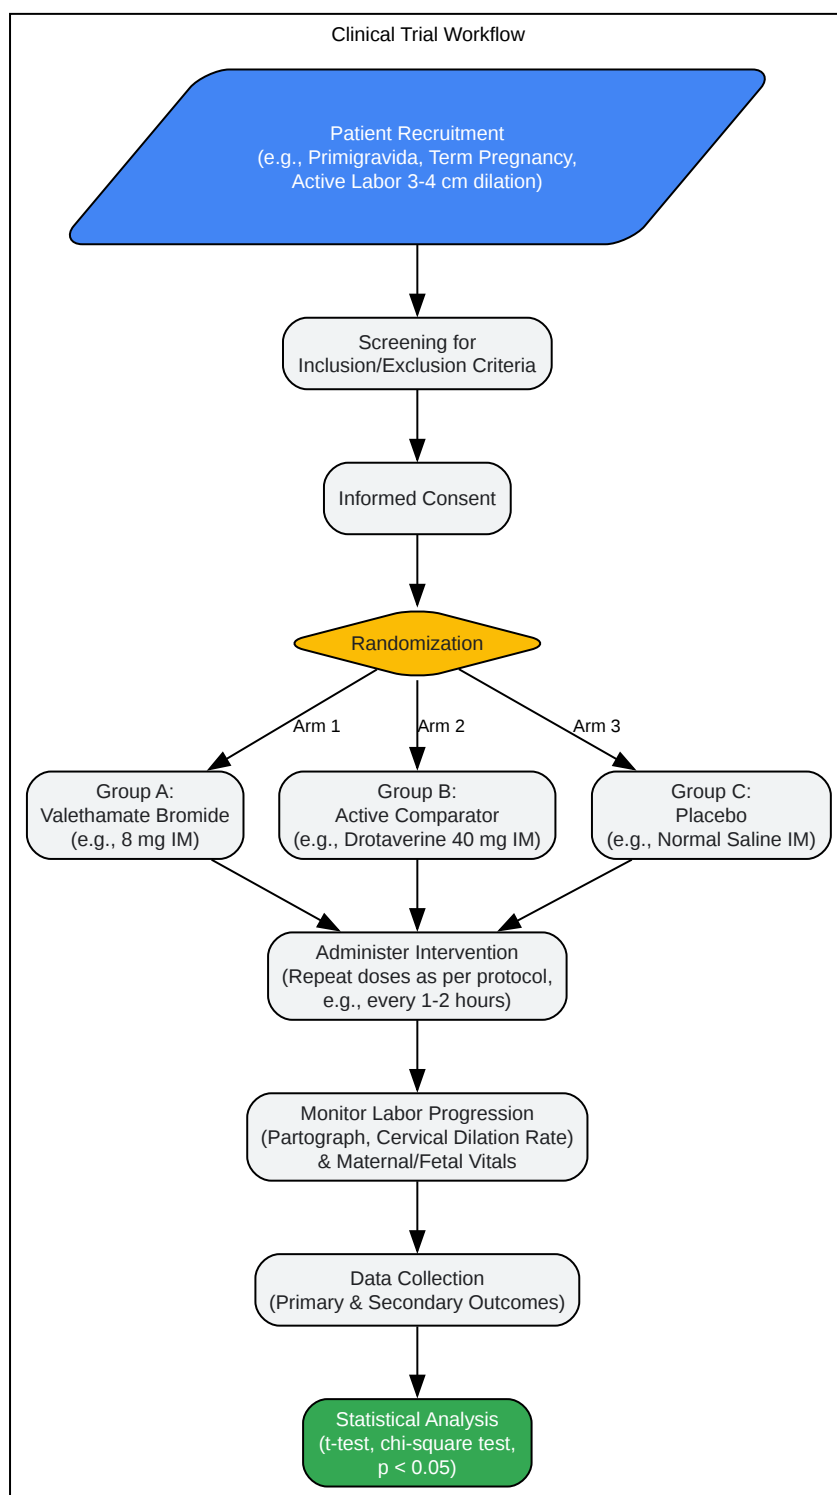 Clinical Trial Workflow
Patient Recruitment
(e.g., Primigravida, Term Pregnancy,
Active Labor 3-4 cm dilation)
Screening for
Inclusion/Exclusion Criteria
Informed Consent
Randomization
Arm 1
Arm 2
Arm 3
Group A:
Valethamate Bromide
(e.g., 8 mg IM)
Group B:
Active Comparator
(e.g., Drotaverine 40 mg IM)
Group C:
Placebo
(e.g., Normal Saline IM)
Administer Intervention
(Repeat doses as per protocol,
e.g., every 1-2 hours)
Monitor Labor Progression
(Partograph, Cervical Dilation Rate)
& Maternal/Fetal Vitals
Data Collection
(Primary & Secondary Outcomes)
Statistical Analysis
(t-test, chi-square test,
p < 0.05)